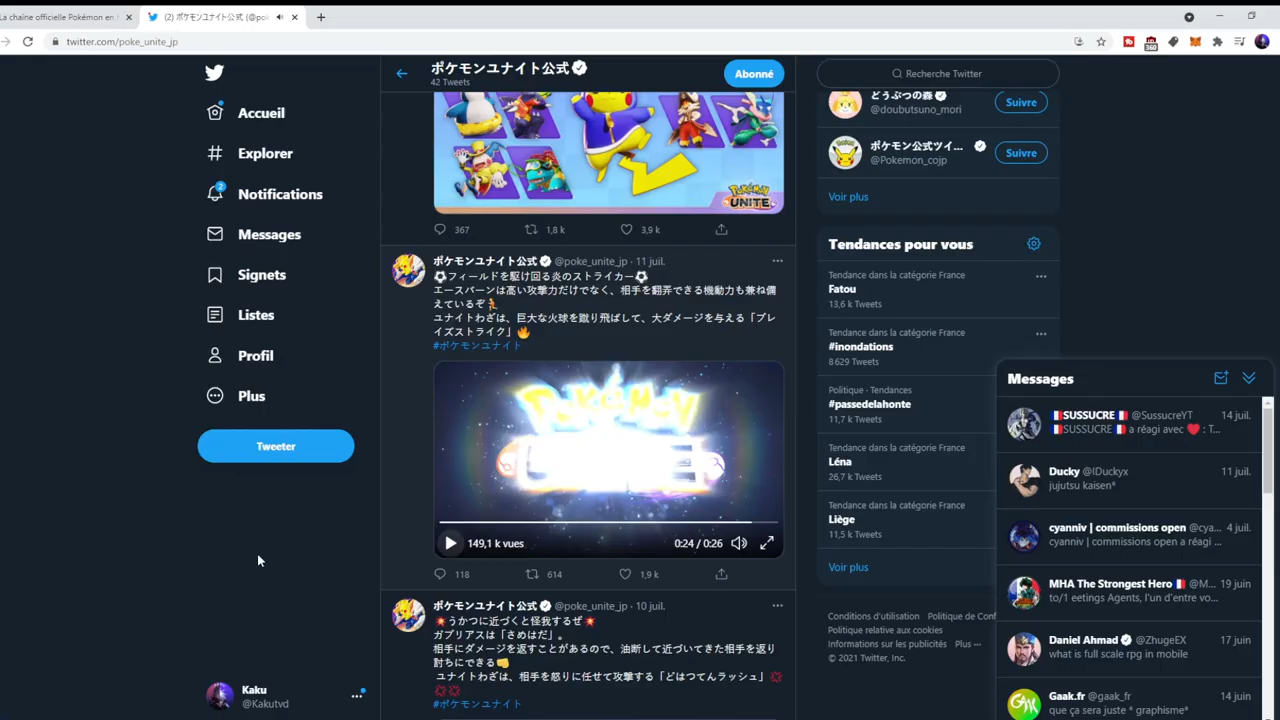 La chaîne officielle Pokémon en
(2) ポケモンユナイト公式 (@pok
twitter.com/poke_unite_jp
360
Accueil
Explorer
2
Notifications
Messages
Signets
Listes
Profil
Plus
Tweeter
Kaku
@Kakutvd
ポケモンユナイト公式
42 Tweets
Abonné
POKÉMON
UNITE
367
1,8 k
3,9 k
ポケモンユナイト公式 @poke_unite_jp · 11 juil.
⚽フィールドを駆け回る炎のストライカー⚽
エースバーンは高い攻撃力だけでなく、相手を翻弄できる機動力も兼ね備
えているぞ🏃
ユナイトわざは、巨大な火球を蹴り飛ばして、大ダメージを与える「ブレ
イズストライク」🔥
#ポケモンユナイト
POKÉMON
149,1 k vues
0:24 / 0:26
118
614
1,9 k
ポケモンユナイト公式 @poke_unite_jp · 10 juil.
💥うかつに近づくと怪我するぜ💥
ガブリアスは「さめはだ」。
相手にダメージを返すことがあるので、油断して近づいてきた相手を返り
討ちにできる👊
ユナイトわざは、相手を怒りに任せて攻撃する「どはつてんラッシュ」💢
💢💢
#ポケモンユナイト
Recherche Twitter
どうぶつの森
@doubutsuno_mori
Suivre
ポケモン公式ツイ...
@Pokemon_cojp
Suivre
Voir plus
Tendances pour vous
Tendance dans la catégorie France
Fatou
13,6 k Tweets
Tendance dans la catégorie France
#inondations
8 629 Tweets
Politique · Tendances
#passedelahonte
11,7 k Tweets
Tendance dans la catégorie France
Léna
26,7 k Tweets
Tendance dans la catégorie France
Liège
11,5 k Tweets
Voir plus
Conditions d'utilisation Politique de Conf
Politique relative aux cookies
Informations sur les publicités Plus ···
© 2021 Twitter, Inc.
Messages
🇫🇷SUSSUCRE 🇫🇷 @SussucreYT 14 juil.
🇫🇷SUSSUCRE 🇫🇷 a réagi avec ❤️ : T...
Ducky @IDuckyx 11 juil.
jujutsu kaisen*
cyanniv | commissions open @cya... 4 juil.
cyanniv | commissions open a réagi ...
MHA The Strongest Hero 🇫🇷 @M... 19 juin
to/1 eetings Agents, l'un d'entre vo...
Daniel Ahmad @ZhugeEX 17 juin
what is full scale rpg in mobile
Gaak.fr @gaak_fr 14 juin
que ça sera juste * graphisme*
GAAK